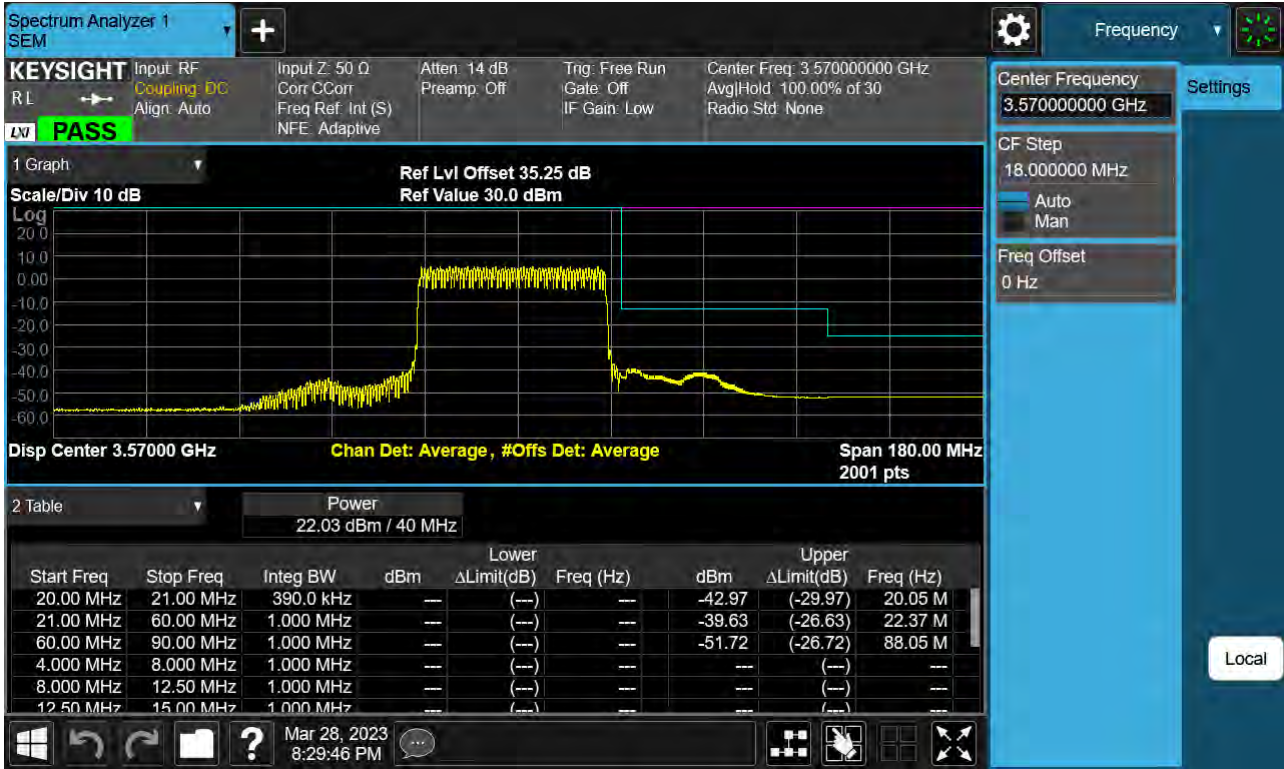 Spectrum Analyzer 1
SEM
Frequency
KEYSIGHT
R L
LXI
PASS
Input: RF
Coupling: DC
Align: Auto
Input Z: 50 Ω
Corr CCorr
Freq Ref: Int (S)
NFE: Adaptive
Atten: 14 dB
Preamp: Off
Trig: Free Run
Gate: Off
IF Gain: Low
Center Freq: 3.570000000 GHz
Avg|Hold: 100.00% of 30
Radio Std: None
Center Frequency
3.570000000 GHz
Settings
CF Step
18.000000 MHz
Auto
Man
Freq Offset
0 Hz
Local
1 Graph
Scale/Div 10 dB
Ref Lvl Offset 35.25 dB
Ref Value 30.0 dBm
Log
20.0
10.0
0.00
-10.0
-20.0
-30.0
-40.0
-50.0
-60.0
Disp Center 3.57000 GHz
Chan Det: Average, #Offs Det: Average
Span 180.00 MHz
2001 pts
2 Table
Power
22.03 dBm / 40 MHz
Lower Upper
Start Freq Stop Freq Integ BW dBm ΔLimit(dB) Freq (Hz) dBm ΔLimit(dB) Freq (Hz)
20.00 MHz 21.00 MHz 390.0 kHz --- (---) --- -42.97 (-29.97) 20.05 M
21.00 MHz 60.00 MHz 1.000 MHz --- (---) --- -39.63 (-26.63) 22.37 M
60.00 MHz 90.00 MHz 1.000 MHz --- (---) --- -51.72 (-26.72) 88.05 M
4.000 MHz 8.000 MHz 1.000 MHz --- (---) --- --- (---) ---
8.000 MHz 12.50 MHz 1.000 MHz --- (---) --- --- (---) ---
12.50 MHz 15.00 MHz 1.000 MHz --- (---) --- --- (---) ---
Mar 28, 2023
8:29:46 PM